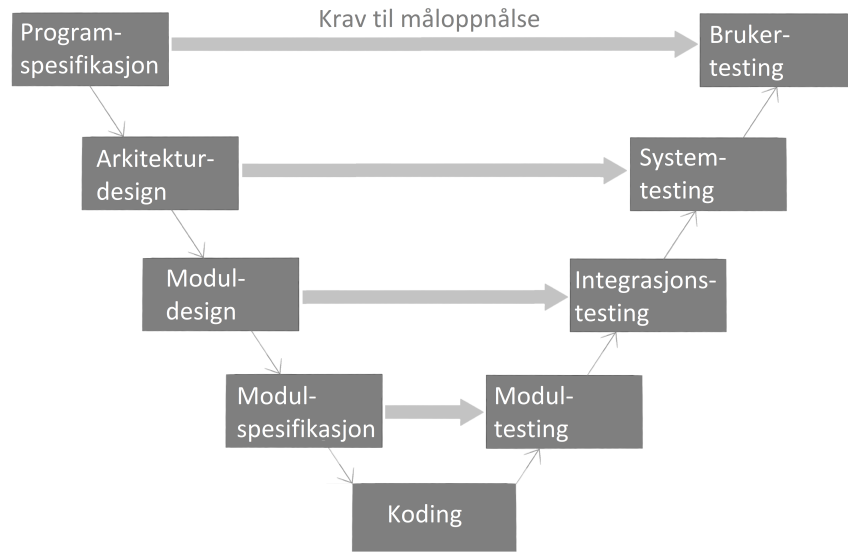 Krav til måloppnålse
Program-
spesifikasjon
Bruker-
testing
Arkitektur-
design
System-
testing
Modul-
design
Integrasjons-
testing
Modul-
spesifikasjon
Modul-
testing
Koding